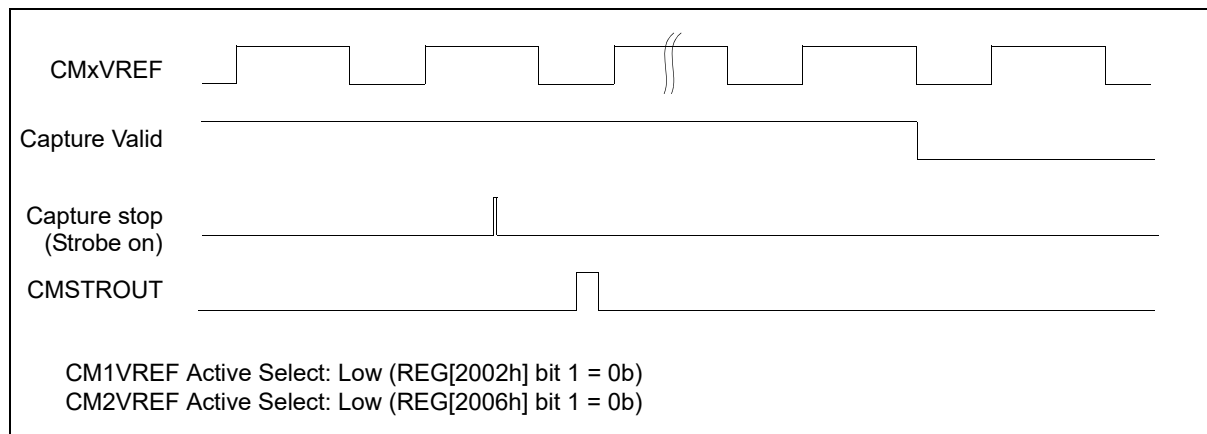 CMxVREF
Capture Valid
Capture stop
(Strobe on)
CMSTROUT
CM1VREF Active Select: Low (REG[2002h] bit 1 = 0b)
CM2VREF Active Select: Low (REG[2006h] bit 1 = 0b)